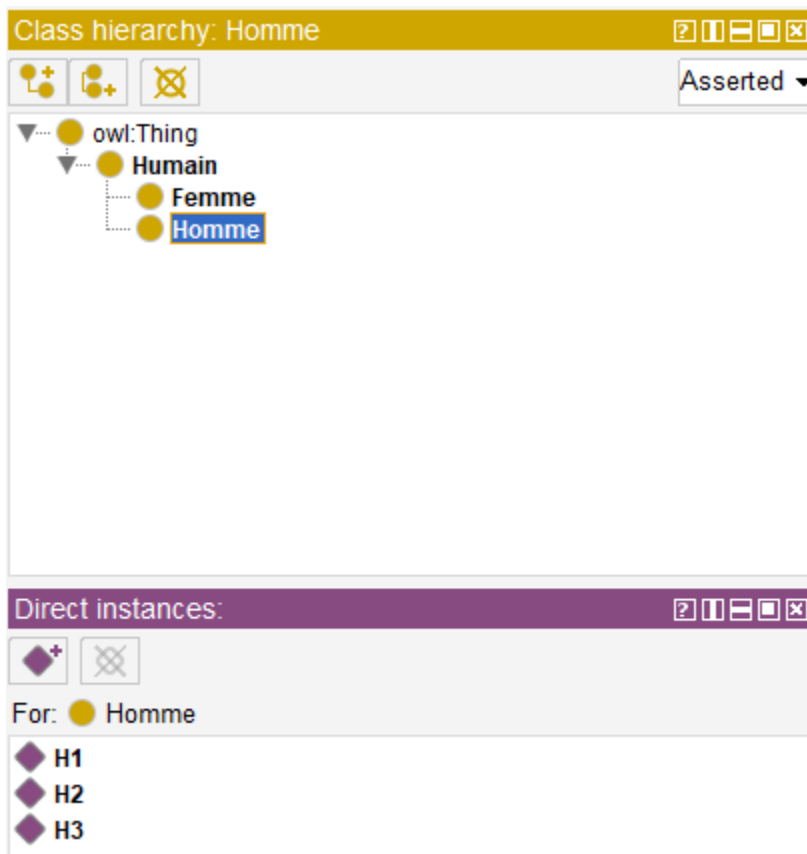 Class hierarchy: Homme
Asserted
owl:Thing
Humain
Femme
Homme
Direct instances:
For: Homme
H1
H2
H3